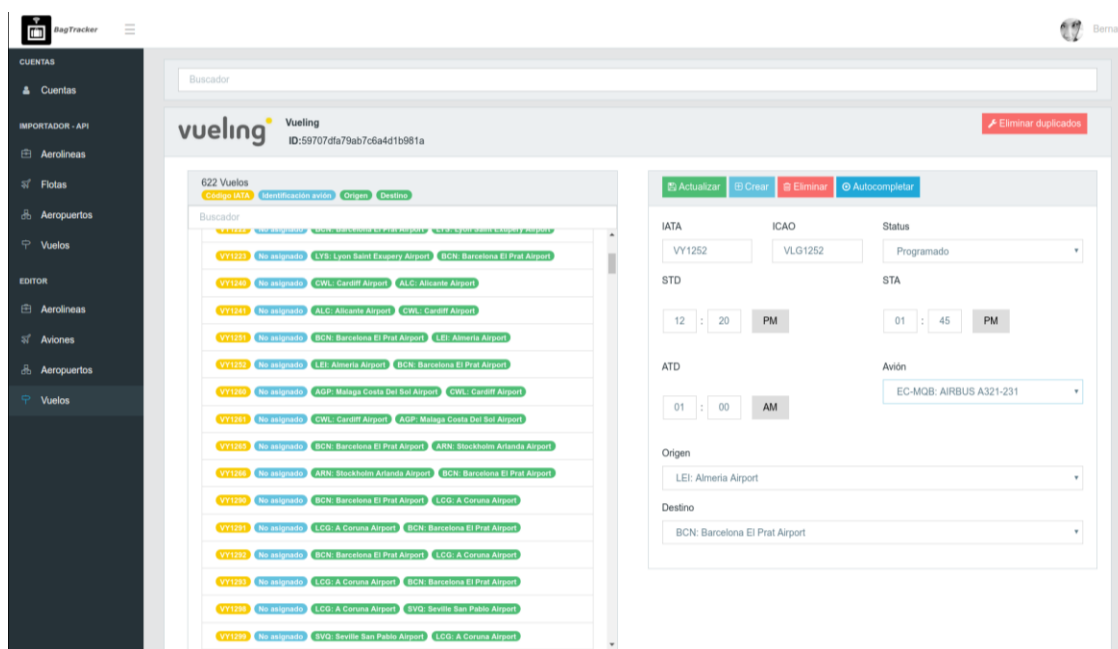 BagTracker
Berna
CUENTAS
Cuentas
IMPORTADOR - API
Aerolineas
Flotas
Aeropuertos
Vuelos
EDITOR
Aerolineas
Aviones
Aeropuertos
Vuelos
Buscador
vueling
Vueling
ID:59707dfa79ab7c6a4d1b981a
Eliminar duplicados
622 Vuelos
Código IATA Identificación avión Origen Destino
Buscador
No asignado BCN: Barcelona El Prat Airport LYS: Lyon Saint Exupery Airport
VY1223 No asignado LYS: Lyon Saint Exupery Airport BCN: Barcelona El Prat Airport
VY1240 No asignado CWL: Cardiff Airport ALC: Alicante Airport
VY1241 No asignado ALC: Alicante Airport CWL: Cardiff Airport
VY1251 No asignado BCN: Barcelona El Prat Airport LEI: Almeria Airport
VY1252 No asignado LEI: Almeria Airport BCN: Barcelona El Prat Airport
VY1260 No asignado AGP: Malaga Costa Del Sol Airport CWL: Cardiff Airport
VY1261 No asignado CWL: Cardiff Airport AGP: Malaga Costa Del Sol Airport
VY1265 No asignado BCN: Barcelona El Prat Airport ARN: Stockholm Arlanda Airport
VY1266 No asignado ARN: Stockholm Arlanda Airport BCN: Barcelona El Prat Airport
VY1290 No asignado BCN: Barcelona El Prat Airport LCG: A Coruna Airport
VY1291 No asignado LCG: A Coruna Airport BCN: Barcelona El Prat Airport
VY1292 No asignado BCN: Barcelona El Prat Airport LCG: A Coruna Airport
VY1293 No asignado LCG: A Coruna Airport BCN: Barcelona El Prat Airport
No asignado LCG: A Coruna Airport SVQ: Seville San Pablo Airport
VY1299 No asignado SVQ: Seville San Pablo Airport LCG: A Coruna Airport
Actualizar Crear Eliminar Autocompletar
IATA ICAO Status
VY1252 VLG1252 Programado
STD STA
12 : 20 PM 01 : 45 PM
ATD Avión
EC-MQB: AIRBUS A321-231
01 : 00 AM
Origen
LEI: Almeria Airport
Destino
BCN: Barcelona El Prat Airport